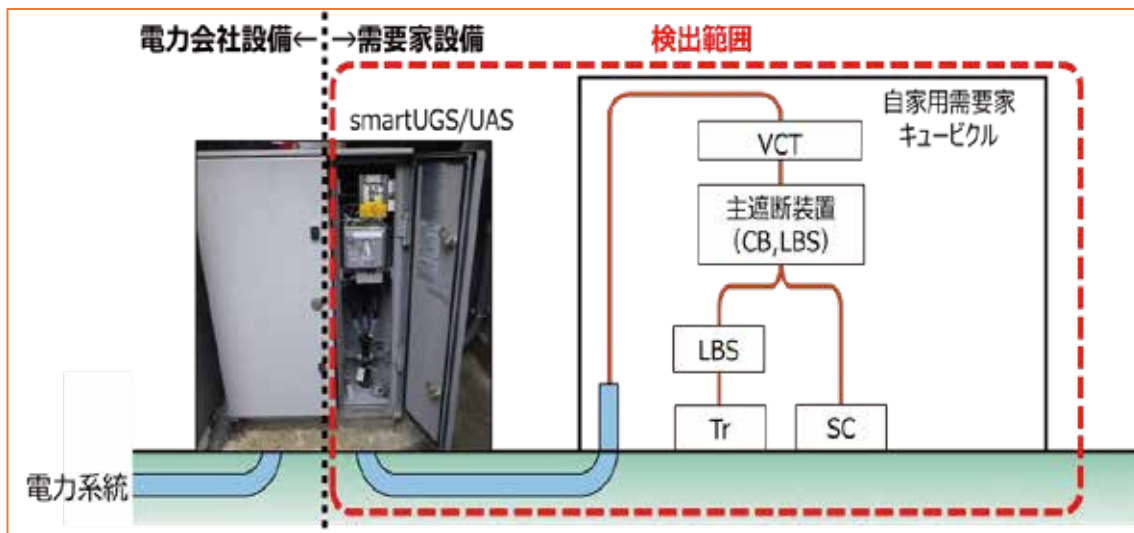 電力会社設備← →需要家設備
検出範囲
smartUGS/UAS
自家用需要家
キュービクル
VCT
主遮断装置
(CB,LBS)
LBS
Tr
SC
電力系統